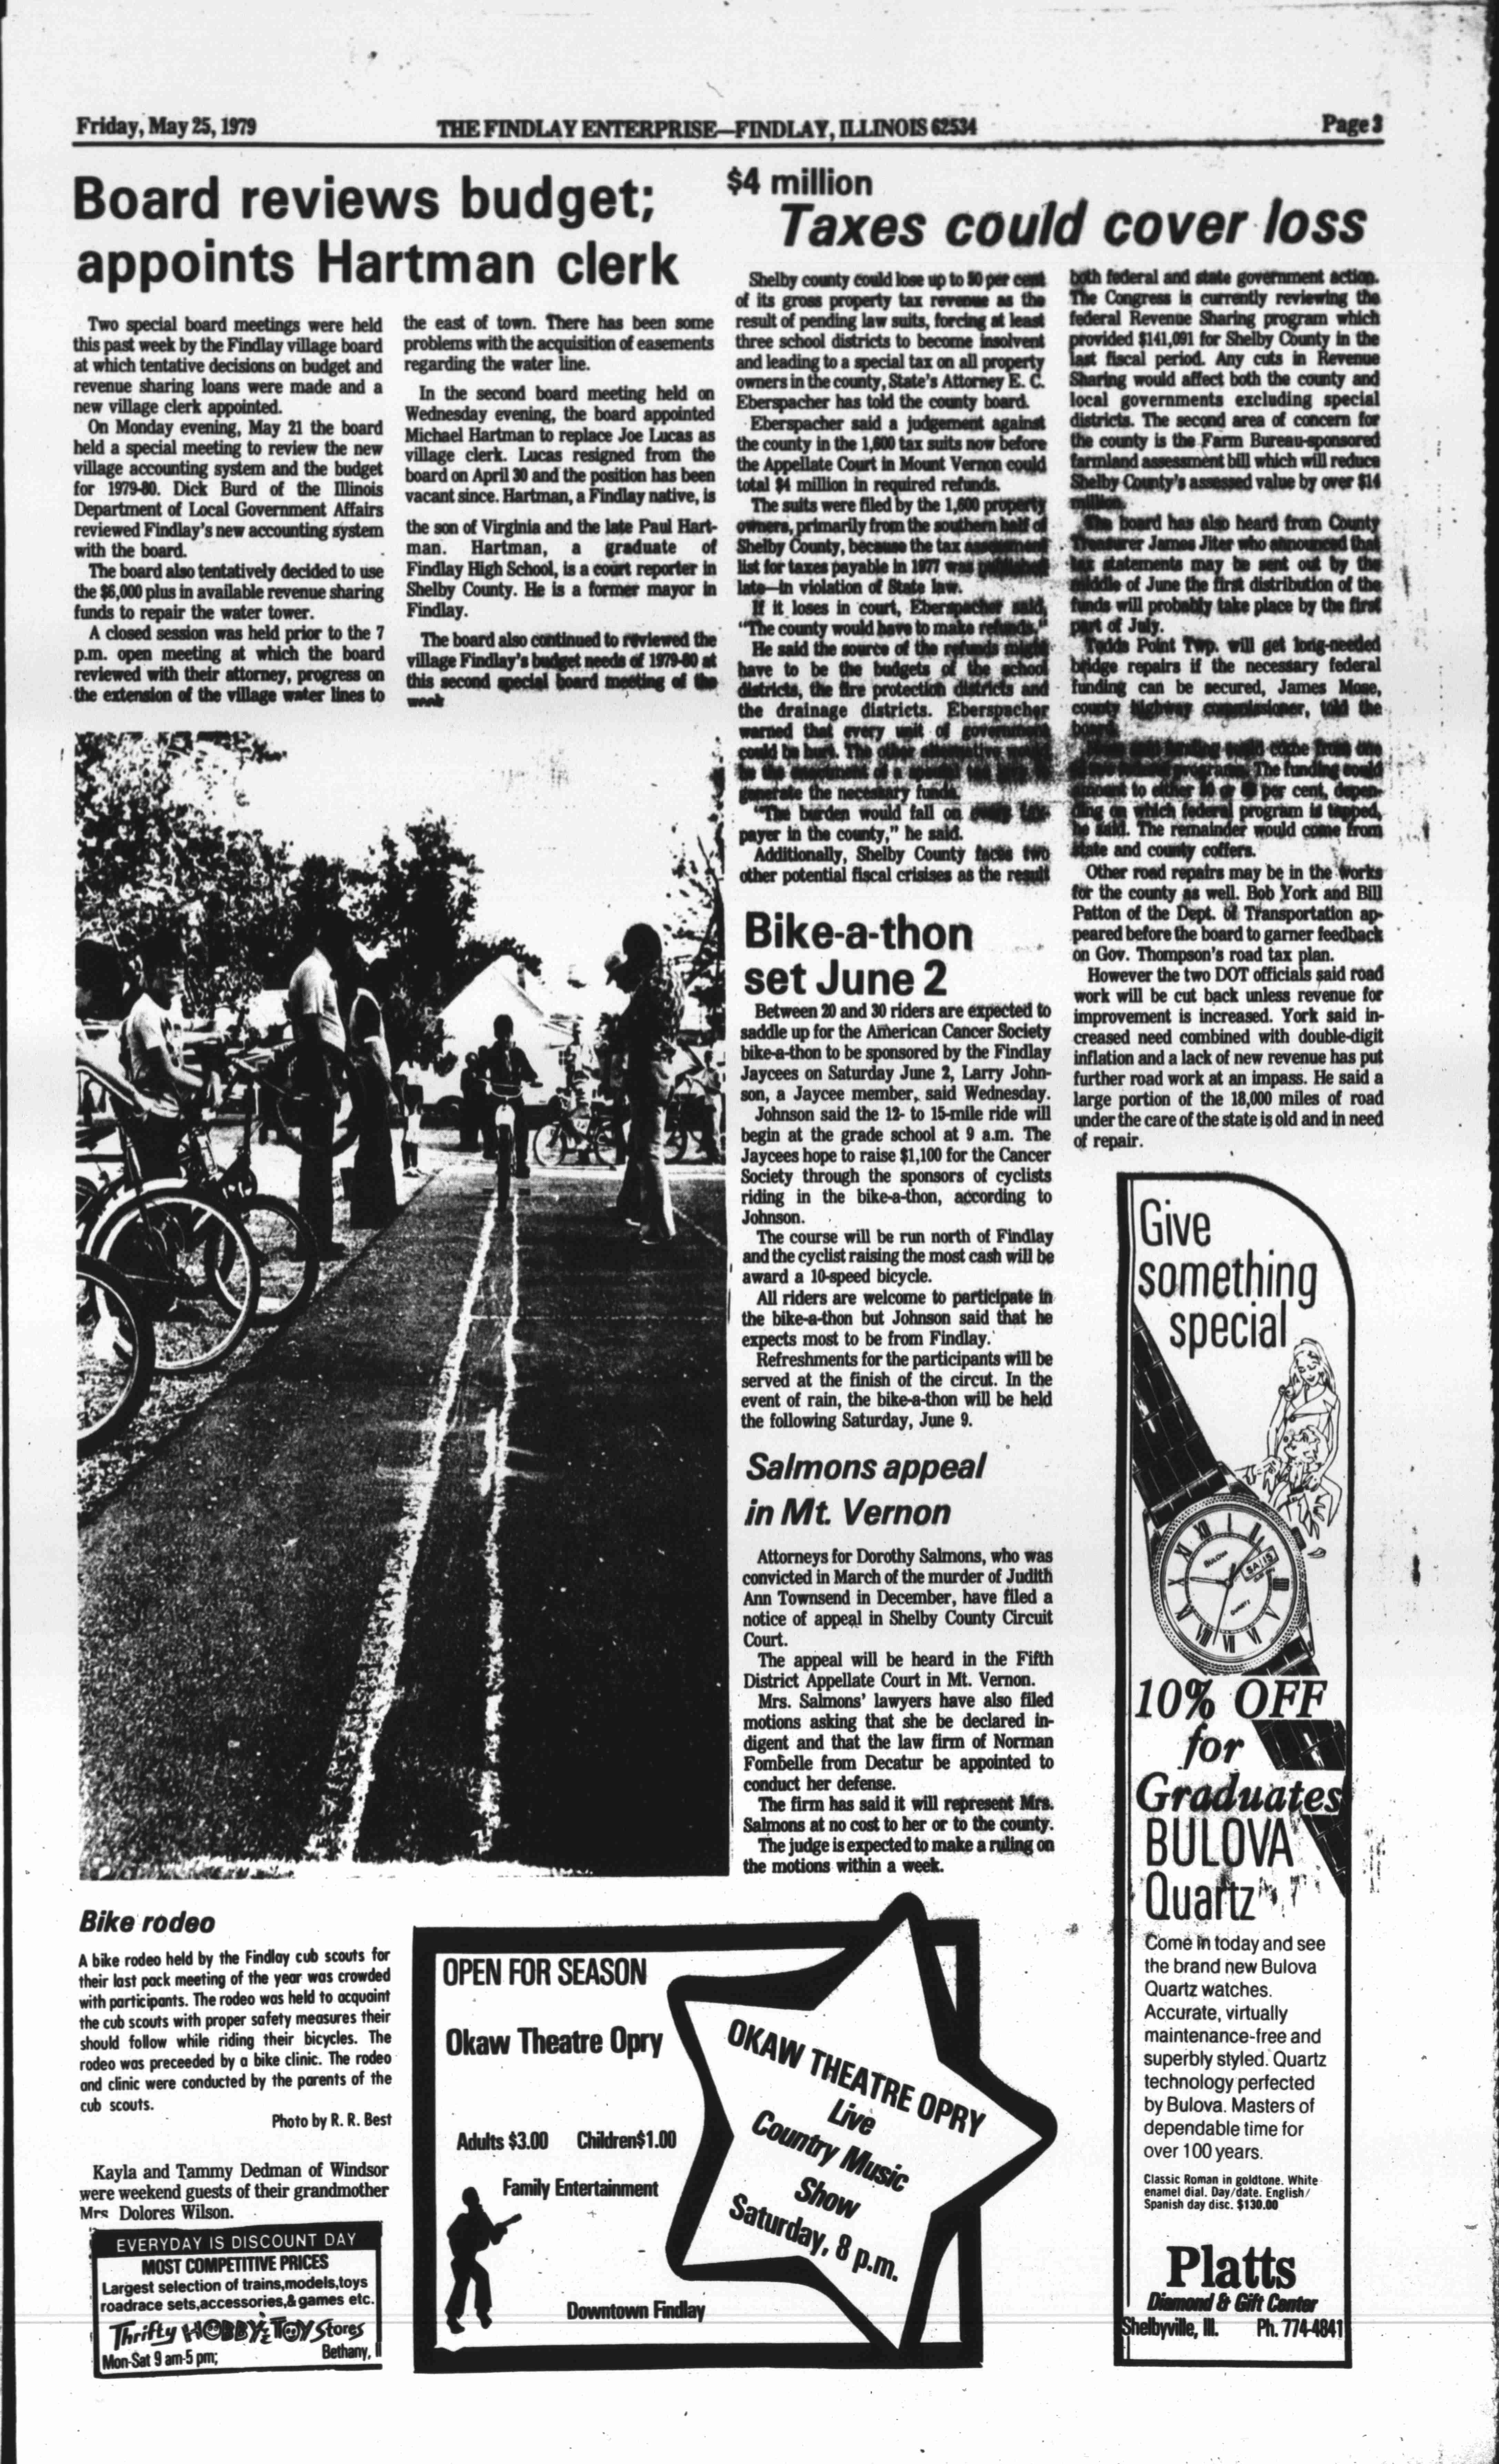 Friday, May 25, 1979
THE FINDLAY ENTERPRISE—FINDLAY, ILLINOIS 62534
Page 3
Board reviews budget;
appoints Hartman clerk
Two special board meetings were held
this past week by the Findlay village board
at which tentative decisions on budget and
revenue sharing loans were made and a
new village clerk appointed.
On Monday evening, May 21 the board
held a special meeting to review the new
village accounting system and the budget
for 1979-80. Dick Burd of the Illinois
Department of Local Government Affairs
reviewed Findlay's new accounting system
with the board.
The board also tentatively decided to use
the $6,000 plus in available revenue sharing
funds to repair the water tower.
A closed session was held prior to the 7
p.m. open meeting at which the board
reviewed with their attorney, progress on
the extension of the village water lines to
the east of town. There has been some
problems with the acquisition of easements
regarding the water line.
In the second board meeting held on
Wednesday evening, the board appointed
Michael Hartman to replace Joe Lucas as
village clerk. Lucas resigned from the
board on April 30 and the position has been
vacant since. Hartman, a Findlay native, is
the son of Virginia and the late Paul Hart-
man. Hartman, a graduate of
Findlay High School, is a court reporter in
Shelby County. He is a former mayor in
Findlay.
The board also continued to reviewed the
village Findlay's budget needs of 1979-80 at
this second special board meeting of the
week
$4 million
Taxes could cover loss
Shelby county could lose up to 50 per cent
of its gross property tax revenue as the
result of pending law suits, forcing at least
three school districts to become insolvent
and leading to a special tax on all property
owners in the county, State's Attorney E. C.
Eberspacher has told the county board.
Eberspacher said a judgement against
the county in the 1,600 tax suits now before
the Appellate Court in Mount Vernon could
total $4 million in required refunds.
The suits were filed by the 1,600 property
owners, primarily from the southern half of
Shelby County, because the tax assessment
list for taxes payable in 1977 was published
late—in violation of State law.
If it loses in court, Eberspacher said,
"The county would have to make refunds."
He said the source of the refunds might
have to be the budgets of the school
districts, the fire protection districts and
the drainage districts. Eberspacher
warned that every unit of government
could be hurt. The other alternative would
be the enactment of a special tax levy to
generate the necessary funds.
"The burden would fall on every tax-
payer in the county," he said.
Additionally, Shelby County faces two
other potential fiscal crisises as the result
both federal and state government action.
The Congress is currently reviewing the
federal Revenue Sharing program which
provided $141,091 for Shelby County in the
last fiscal period. Any cuts in Revenue
Sharing would affect both the county and
local governments excluding special
districts. The second area of concern for
the county is the Farm Bureau-sponsored
farmland assessment bill which will reduce
Shelby County's assessed value by over $14
million.
The board has also heard from County
Treasurer James Jiter who announced that
tax statements may be sent out by the
middle of June the first distribution of the
funds will probably take place by the first
part of July.
Todds Point Twp. will get long-needed
bridge repairs if the necessary federal
funding can be secured, James Mose,
county highway commissioner, told the
board.
funding could come from one
programs. The funding could
amount to either or per cent, depen-
ding on which federal program is tapped,
he said. The remainder would come from
state and county coffers.
Other road repairs may be in the works
for the county as well. Bob York and Bill
Patton of the Dept. of Transportation ap-
peared before the board to garner feedback
on Gov. Thompson's road tax plan.
However the two DOT officials said road
work will be cut back unless revenue for
improvement is increased. York said in-
creased need combined with double-digit
inflation and a lack of new revenue has put
further road work at an impass. He said a
large portion of the 18,000 miles of road
under the care of the state is old and in need
of repair.
Bike-a-thon
set June 2
Between 20 and 30 riders are expected to
saddle up for the American Cancer Society
bike-a-thon to be sponsored by the Findlay
Jaycees on Saturday June 2, Larry John-
son, a Jaycee member, said Wednesday.
Johnson said the 12- to 15-mile ride will
begin at the grade school at 9 a.m. The
Jaycees hope to raise $1,100 for the Cancer
Society through the sponsors of cyclists
riding in the bike-a-thon, according to
Johnson.
The course will be run north of Findlay
and the cyclist raising the most cash will be
award a 10-speed bicycle.
All riders are welcome to participate in
the bike-a-thon but Johnson said that he
expects most to be from Findlay.
Refreshments for the participants will be
served at the finish of the circut. In the
event of rain, the bike-a-thon will be held
the following Saturday, June 9.
Salmons appeal
in Mt. Vernon
Attorneys for Dorothy Salmons, who was
convicted in March of the murder of Judith
Ann Townsend in December, have filed a
notice of appeal in Shelby County Circuit
Court.
The appeal will be heard in the Fifth
District Appellate Court in Mt. Vernon.
Mrs. Salmons' lawyers have also filed
motions asking that she be declared in-
digent and that the law firm of Norman
Fombelle from Decatur be appointed to
conduct her defense.
The firm has said it will represent Mrs.
Salmons at no cost to her or to the county.
The judge is expected to make a ruling on
the motions within a week.
Bike rodeo
A bike rodeo held by the Findlay cub scouts for
their last pack meeting of the year was crowded
with participants. The rodeo was held to acquaint
the cub scouts with proper safety measures their
should follow while riding their bicycles. The
rodeo was preceeded by a bike clinic. The rodeo
and clinic were conducted by the parents of the
cub scouts.
Photo by R. R. Best
Kayla and Tammy Dedman of Windsor
were weekend guests of their grandmother
Mrs Dolores Wilson.
EVERYDAY IS DISCOUNT DAY
MOST COMPETITIVE PRICES
Largest selection of trains,models,toys
roadrace sets,accessories,& games etc.
Thrifty HOBBY & TOY Stores
Mon-Sat 9 am-5 pm;
Bethany, Il
OPEN FOR SEASON
Okaw Theatre Opry
Adults $3.00 Children$1.00
Family Entertainment
Downtown Findlay
OKAW THEATRE OPRY
Live
Country Music
Show
Saturday, 8 p.m.
Give
something
special
BULOVA
SA 15
QUARTZ
10% OFF
for
Graduates
BULOVA
Quartz
Come in today and see
the brand new Bulova
Quartz watches.
Accurate, virtually
maintenance-free and
superbly styled. Quartz
technology perfected
by Bulova. Masters of
dependable time for
over 100 years.
Classic Roman in goldtone. White
enamel dial. Day/date. English/
Spanish day disc. $130.00
Platts
Diamond & Gift Center
Shelbyville, Ill. Ph. 774-4841